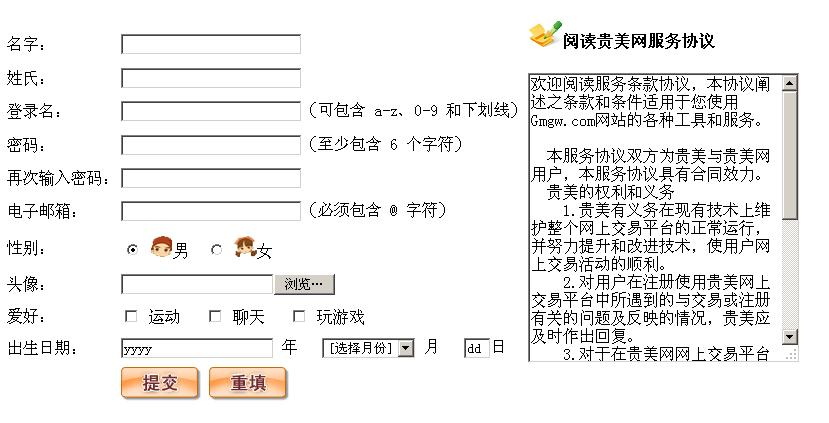 名字:
姓氏:
登录名: (可包含 a-z、0-9 和下划线)
密码: (至少包含 6 个字符)
再次输入密码:
电子邮箱: (必须包含 @ 字符)
性别: 男 女
头像: 浏览…
爱好: 运动 聊天 玩游戏
出生日期: yyyy 年 [选择月份] 月 dd 日
提交 重填
阅读贵美网服务协议
欢迎阅读服务条款协议，本协议阐
述之条款和条件适用于您使用
Gmgw.com网站的各种工具和服务。
本服务协议双方为贵美与贵美网
用户，本服务协议具有合同效力。
贵美的权利和义务
1.贵美有义务在现有技术上维
护整个网上交易平台的正常运行，
并努力提升和改进技术，使用户网
上交易活动的顺利。
2.对用户在注册使用贵美网上
交易平台中所遇到的与交易或注册
有关的问题及反映的情况，贵美应
及时作出回复。
3.对于在贵美网网上交易平台